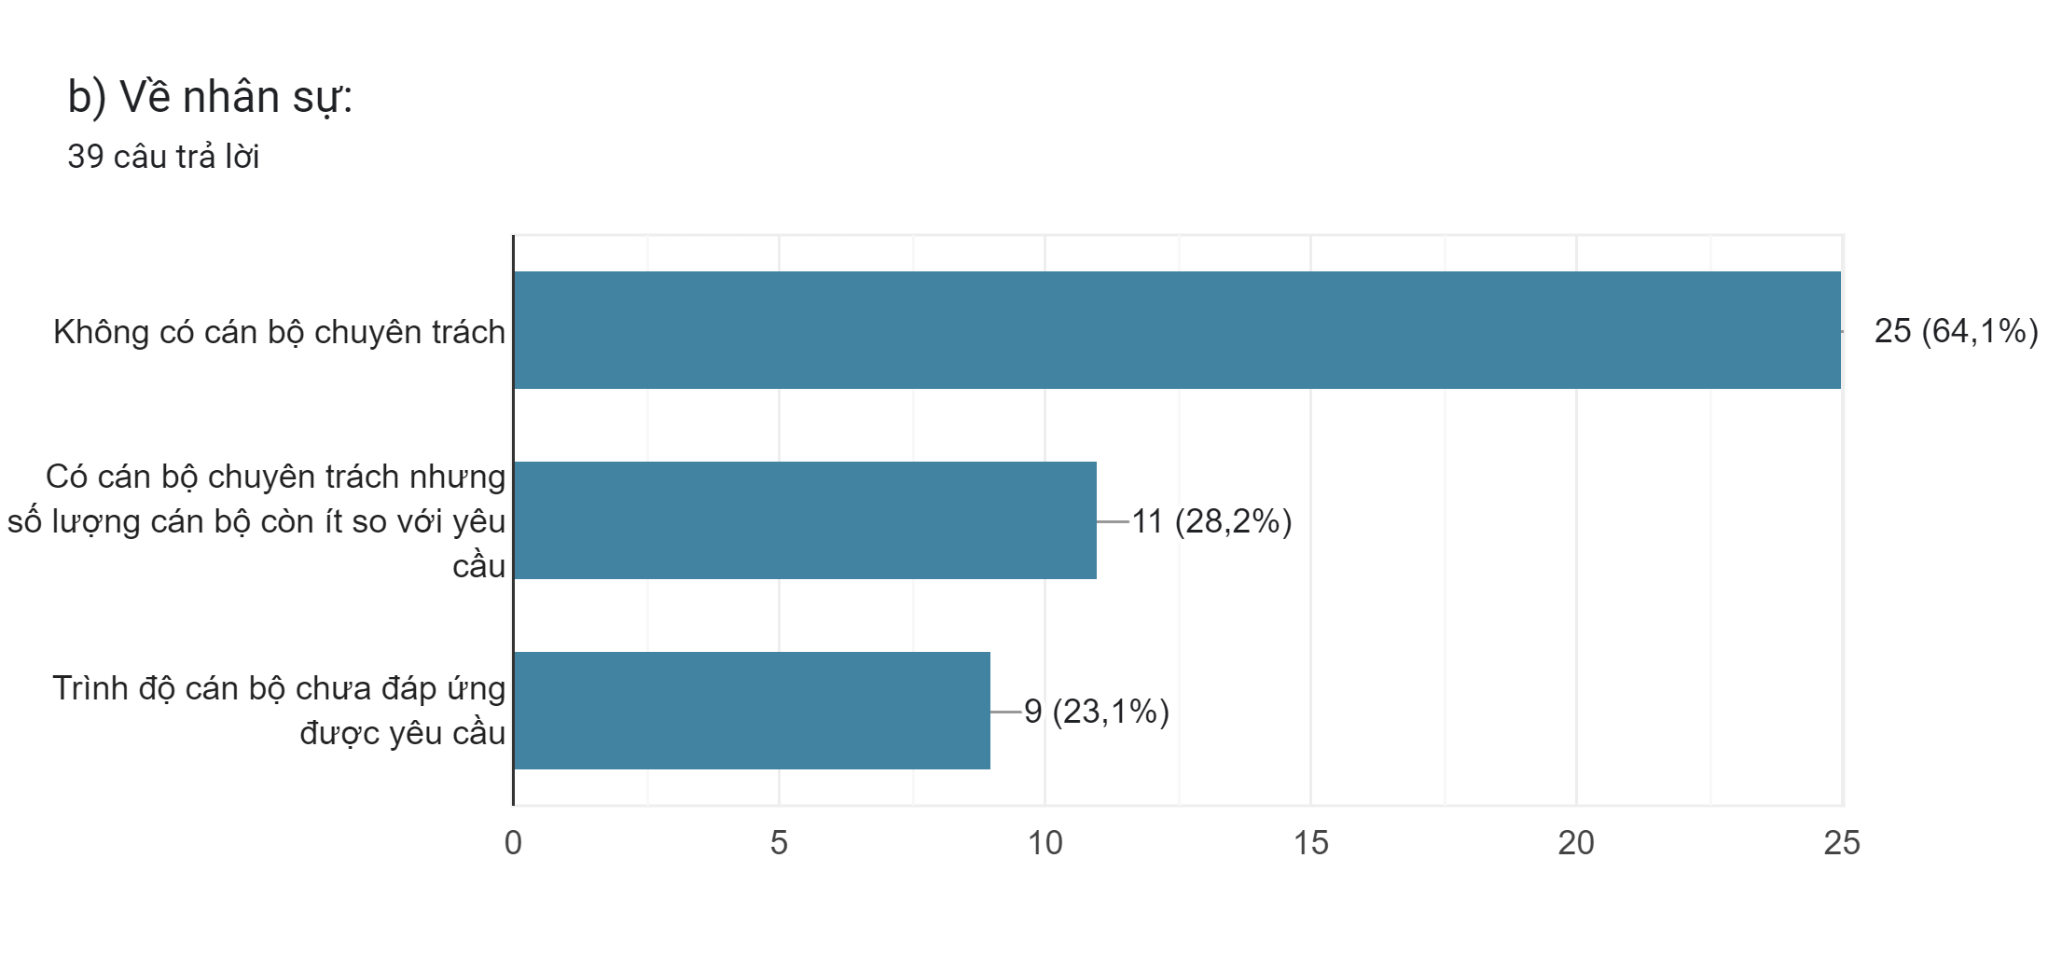 b) Về nhân sự:
39 câu trả lời
Không có cán bộ chuyên trách
25 (64,1%)
Có cán bộ chuyên trách nhưng
số lượng cán bộ còn ít so với yêu
cầu
11 (28,2%)
Trình độ cán bộ chưa đáp ứng
được yêu cầu
9 (23,1%)
0 5 10 15 20 25